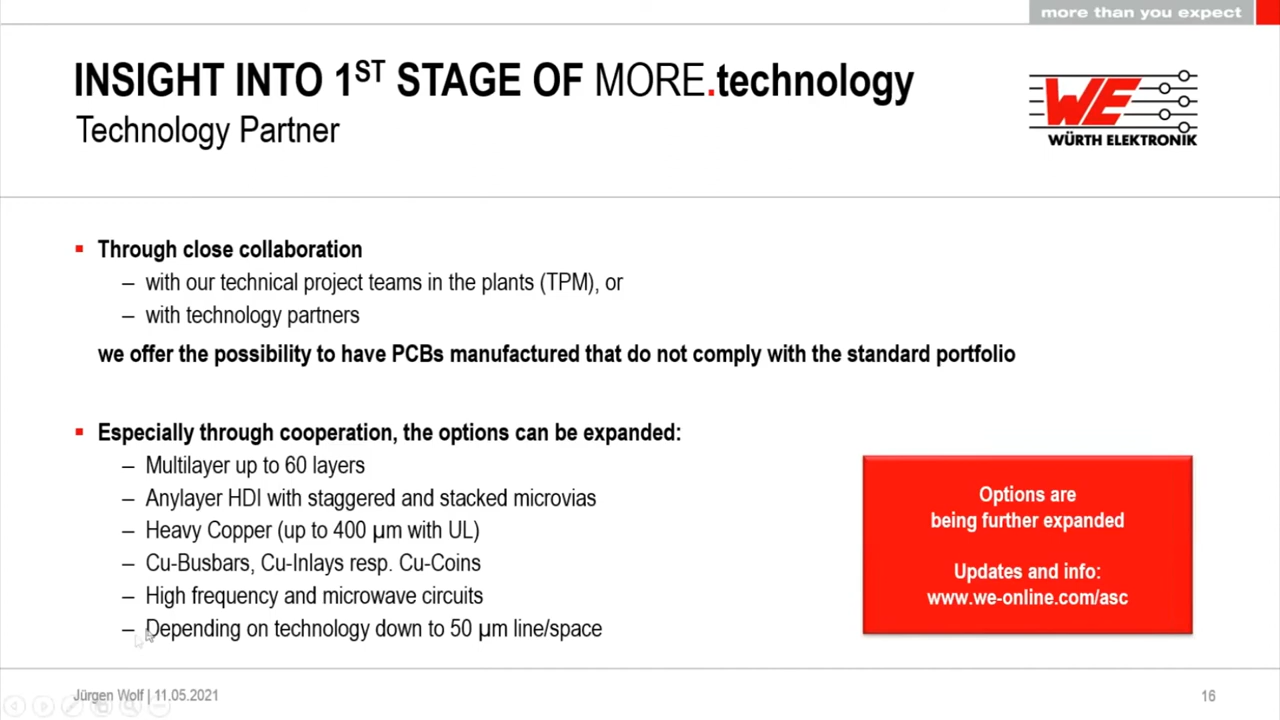 more than you expect
INSIGHT INTO 1ST STAGE OF MORE.technology
Technology Partner
WE
WÜRTH ELEKTRONIK
▪ Through close collaboration
– with our technical project teams in the plants (TPM), or
– with technology partners
we offer the possibility to have PCBs manufactured that do not comply with the standard portfolio
▪ Especially through cooperation, the options can be expanded:
– Multilayer up to 60 layers
– Anylayer HDI with staggered and stacked microvias
– Heavy Copper (up to 400 µm with UL)
– Cu-Busbars, Cu-Inlays resp. Cu-Coins
– High frequency and microwave circuits
– Depending on technology down to 50 µm line/space
Options are
being further expanded
Updates and info:
www.we-online.com/asc
Jürgen Wolf | 11.05.2021
16